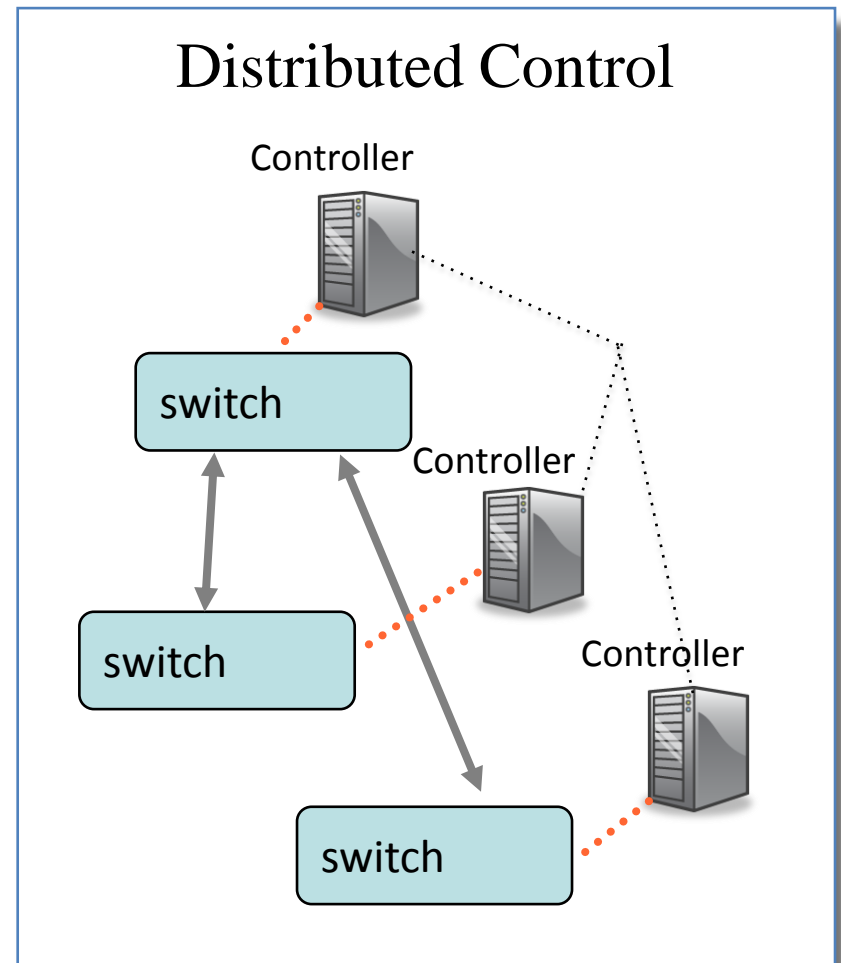 Distributed Control
Controller
switch
Controller
switch
Controller
switch